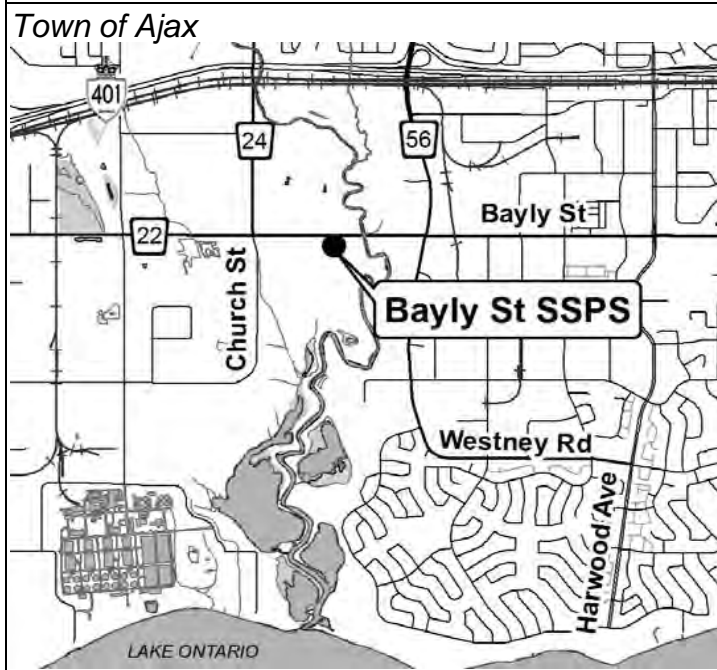 Town of Ajax
401
24
56
Bayly St
22
Church St
Bayly St SSPS
Westney Rd
Harwood Ave
LAKE ONTARIO